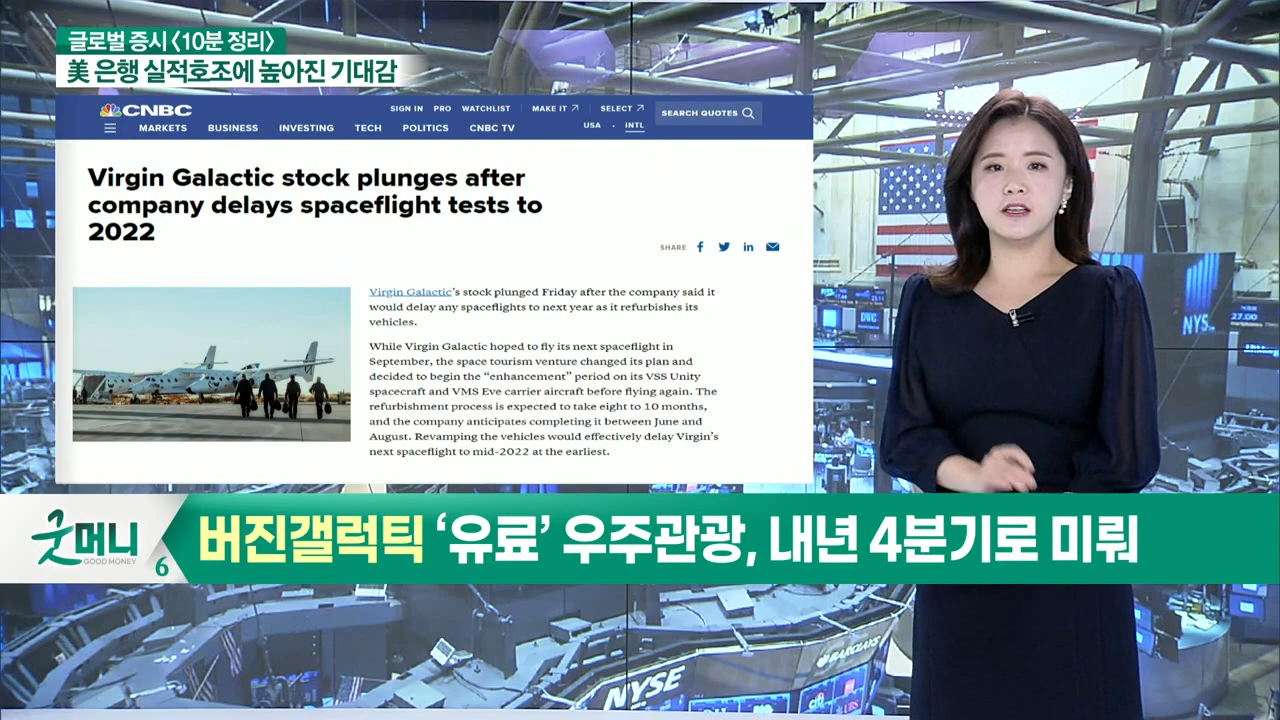 글로벌 증시 <10분 정리>
美 은행 실적호조에 높아진 기대감
CNBC
SIGN IN PRO WATCHLIST MAKE IT SELECT
SEARCH QUOTES
USA · INTL
MARKETS BUSINESS INVESTING TECH POLITICS CNBC TV
Virgin Galactic stock plunges after
company delays spaceflight tests to
2022
SHARE
Virgin Galactic's stock plunged Friday after the company said it
would delay any spaceflights to next year as it refurbishes its
vehicles.
While Virgin Galactic hoped to fly its next spaceflight in
September, the space tourism venture changed its plan and
decided to begin the “enhancement” period on its VSS Unity
spacecraft and VMS Eve carrier aircraft before flying again. The
refurbishment process is expected to take eight to 10 months,
and the company anticipates completing it between June and
August. Revamping the vehicles would effectively delay Virgin's
next spaceflight to mid-2022 at the earliest.
NYS
27.00
굿머니
GOOD MONEY
6
버진갤럭틱 ‘유료’ 우주관광, 내년 4분기로 미뤄
NYSE
BARCLAYS
citi
UBS